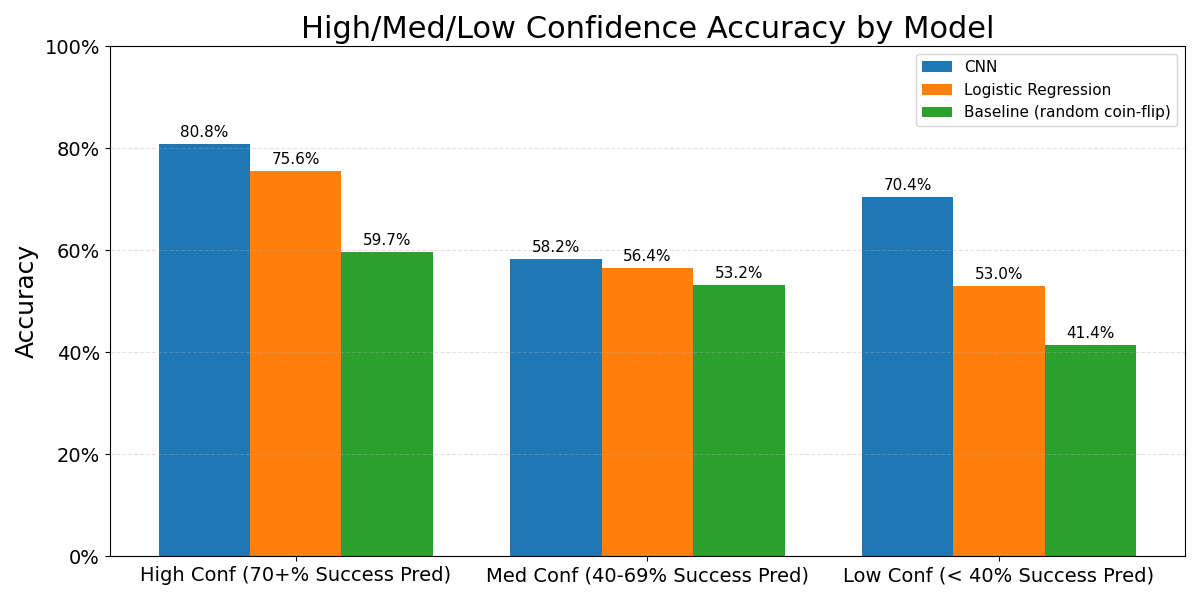 High/Med/Low Confidence Accuracy by Model
100%
80%
60%
40%
20%
0%
Accuracy
CNN
Logistic Regression
Baseline (random coin-flip)
80.8%
75.6%
59.7%
58.2%
56.4%
53.2%
70.4%
53.0%
41.4%
High Conf (70+% Success Pred)
Med Conf (40-69% Success Pred)
Low Conf (< 40% Success Pred)